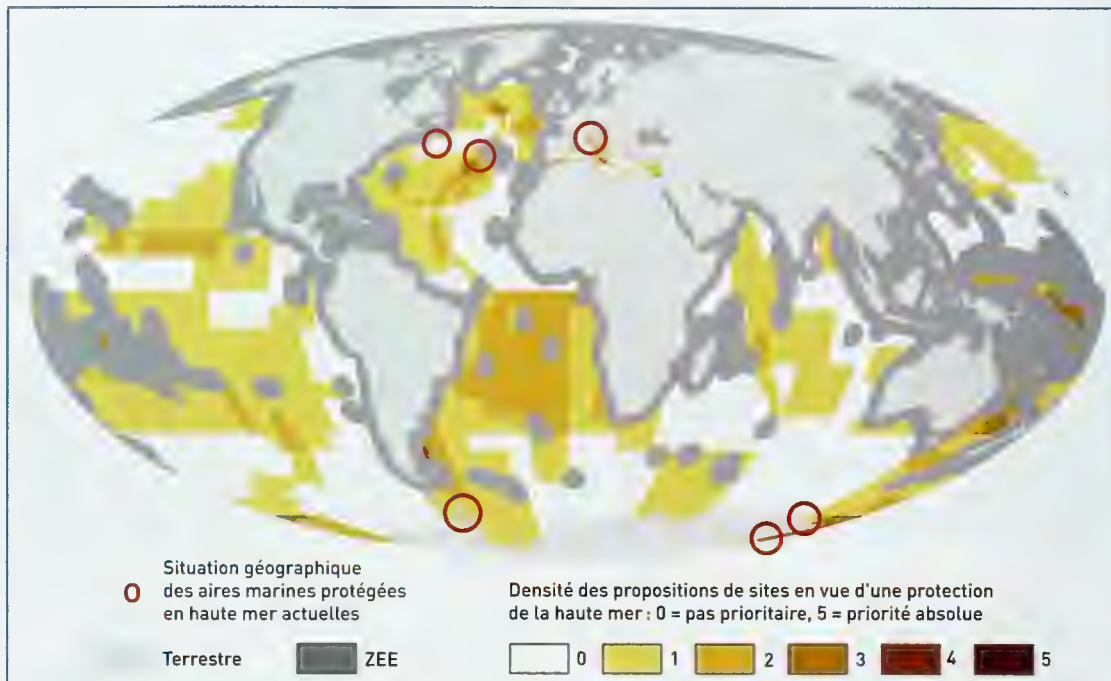 Situation géographique
des aires marines protégées
en haute mer actuelles
Terrestre
ZEE
Densité des propositions de sites en vue d'une protection
de la haute mer : 0 = pas prioritaire, 5 = priorité absolue
0 1 2 3 4 5